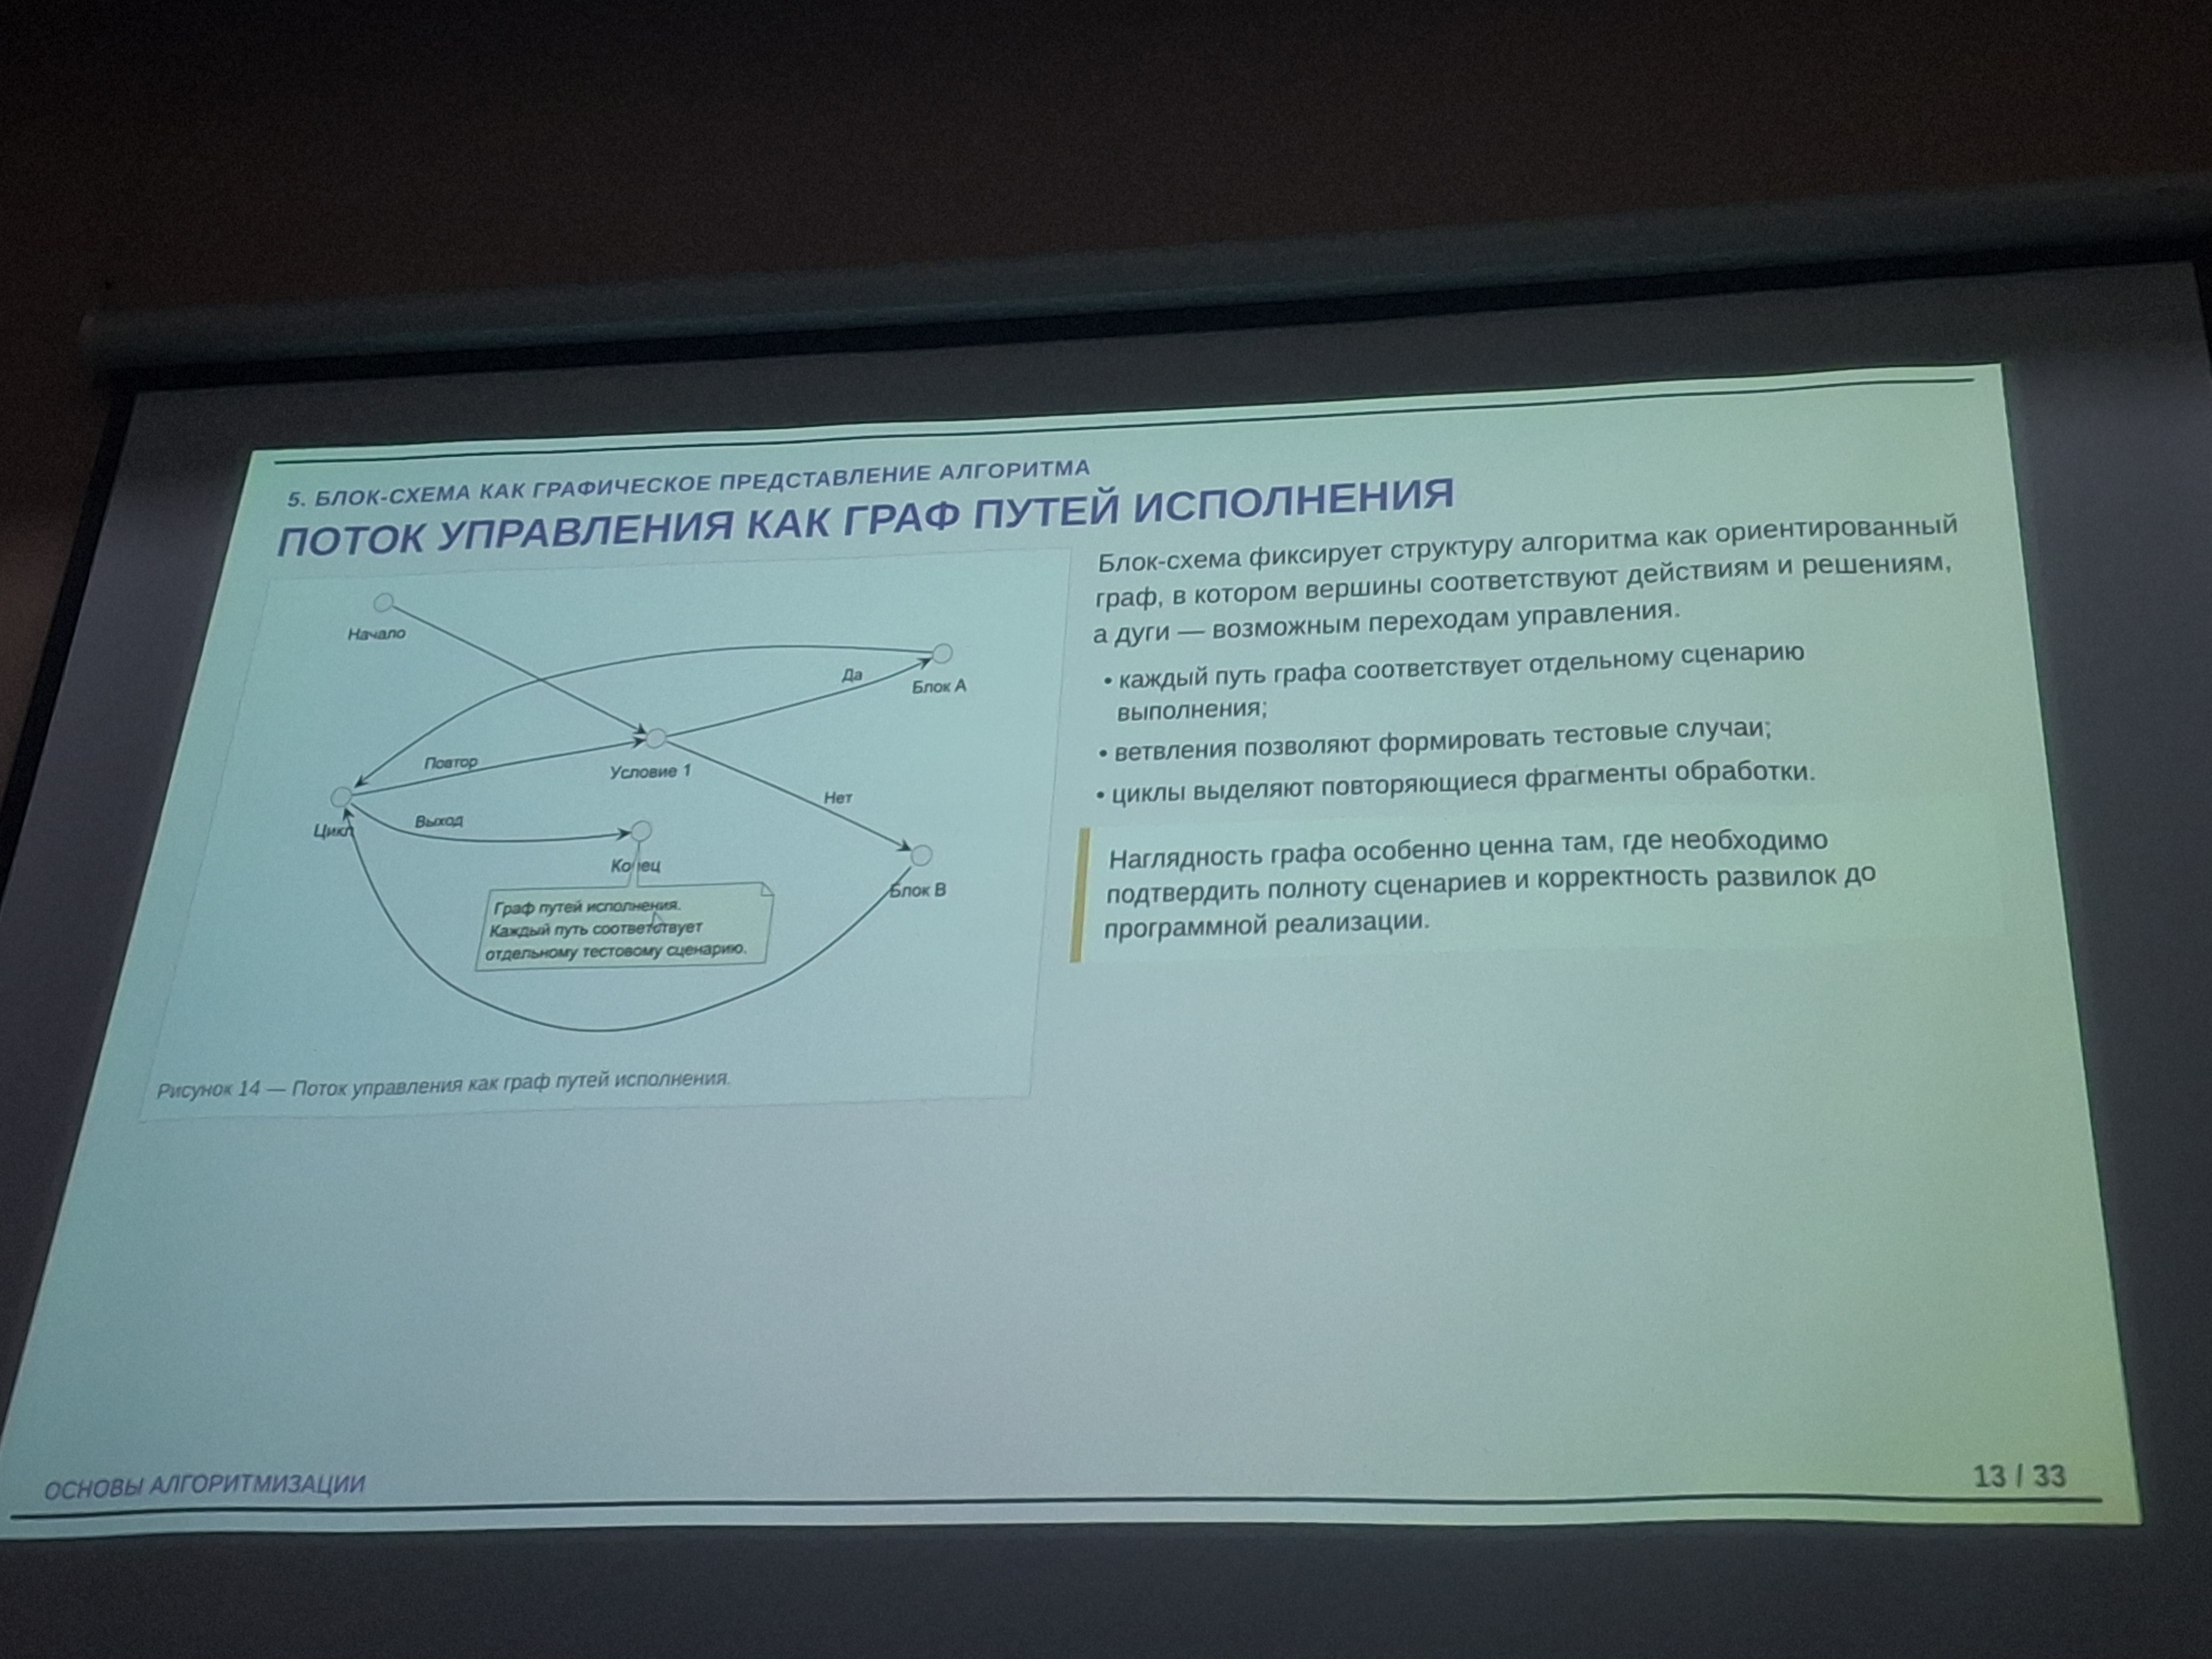 5. БЛОК-СХЕМА КАК ГРАФИЧЕСКОЕ ПРЕДСТАВЛЕНИЕ АЛГОРИТМА
ПОТОК УПРАВЛЕНИЯ КАК ГРАФ ПУТЕЙ ИСПОЛНЕНИЯ
Начало
Да
Блок A
Повтор
Условие 1
Нет
Цикл
Выход
Конец
Блок B
Граф путей исполнения.
Каждый путь соответствует
отдельному тестовому сценарию.
Рисунок 14 — Поток управления как граф путей исполнения.
Блок-схема фиксирует структуру алгоритма как ориентированный
граф, в котором вершины соответствуют действиям и решениям,
а дуги — возможным переходам управления.
• каждый путь графа соответствует отдельному сценарию
выполнения;
• ветвления позволяют формировать тестовые случаи;
• циклы выделяют повторяющиеся фрагменты обработки.
Наглядность графа особенно ценна там, где необходимо
подтвердить полноту сценариев и корректность развилок до
программной реализации.
ОСНОВЫ АЛГОРИТМИЗАЦИИ
13 / 33